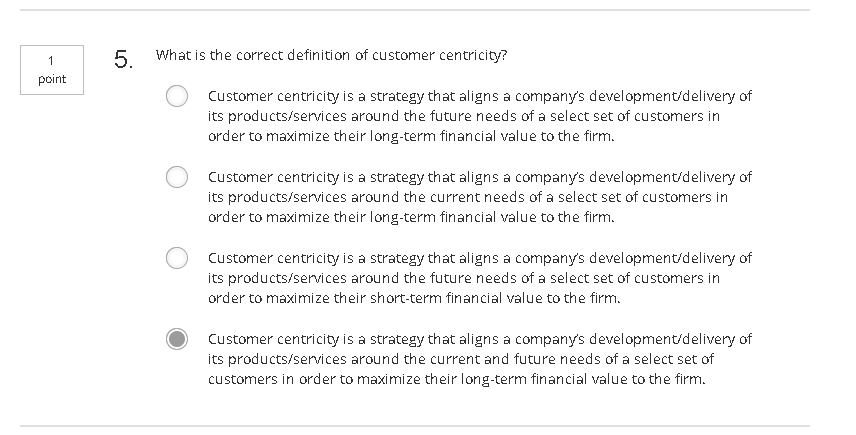 1
point
5.
What is the correct definition of customer centricity?
Customer centricity is a strategy that aligns a company's development/delivery of
its products/services around the future needs of a select set of customers in
order to maximize their long-term financial value to the firm.
Customer centricity is a strategy that aligns a company's development/delivery of
its products/services around the current needs of a select set of customers in
order to maximize their long-term financial value to the firm.
Customer centricity is a strategy that aligns a company's development/delivery of
its products/services around the future needs of a select set of customers in
order to maximize their short-term financial value to the firm.
Customer centricity is a strategy that aligns a company's development/delivery of
its products/services around the current and future needs of a select set of
customers in order to maximize their long-term financial value to the firm.